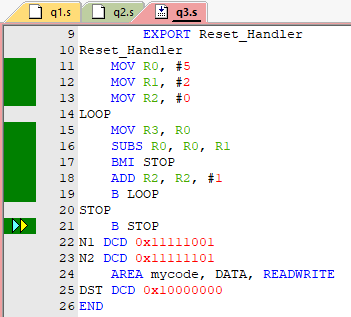 q1.s q2.s q3.s
9 EXPORT Reset_Handler
10 Reset_Handler
11 MOV R0, #5
12 MOV R1, #2
13 MOV R2, #0
14 LOOP
15 MOV R3, R0
16 SUBS R0, R0, R1
17 BMI STOP
18 ADD R2, R2, #1
19 B LOOP
20 STOP
21 B STOP
22 N1 DCD 0x11111001
23 N2 DCD 0x11111101
24 AREA mycode, DATA, READWRITE
25 DST DCD 0x10000000
26 END